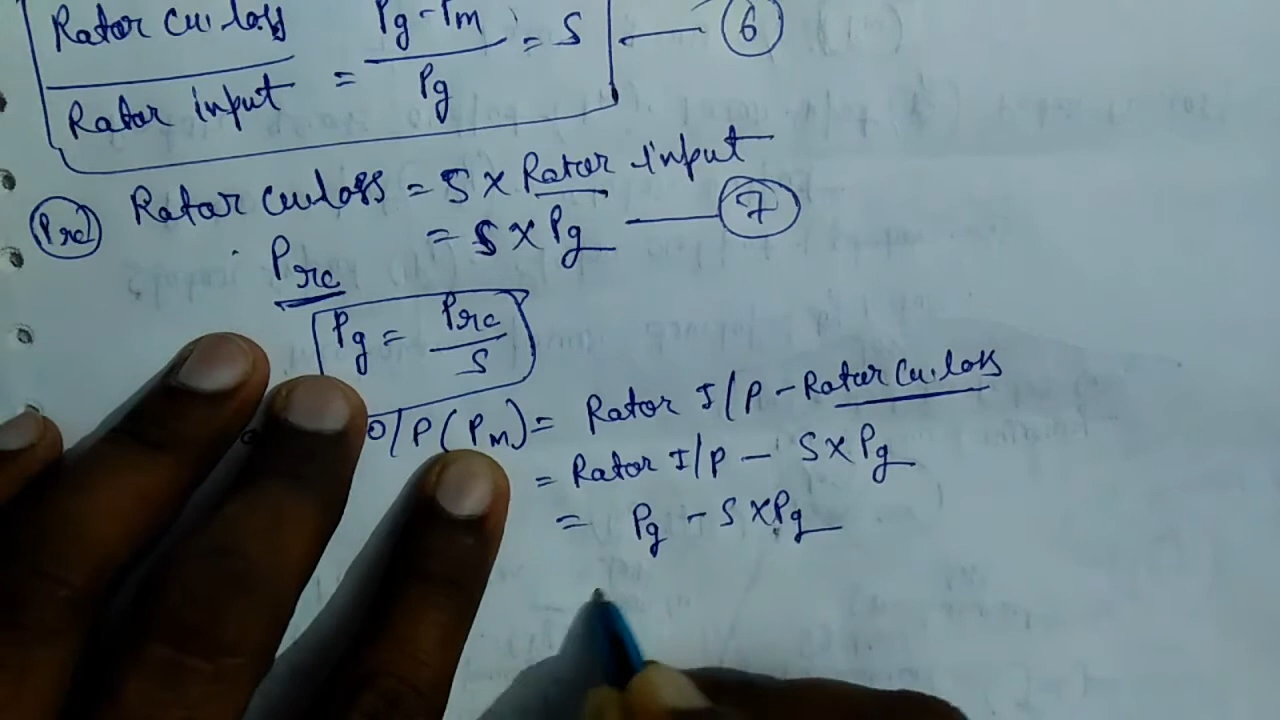 Rotor cu. loss / Rotor input = Pg - Pm / Pg = S — 6
Prc Rotor cu loss = S × Rotor input
= S × Pg — 7
Prc
Pg = Prc / S
O/P (Pm) = Rotor I/P - Rotor cu. loss
= Rotor I/P - S × Pg
= Pg - S × Pg